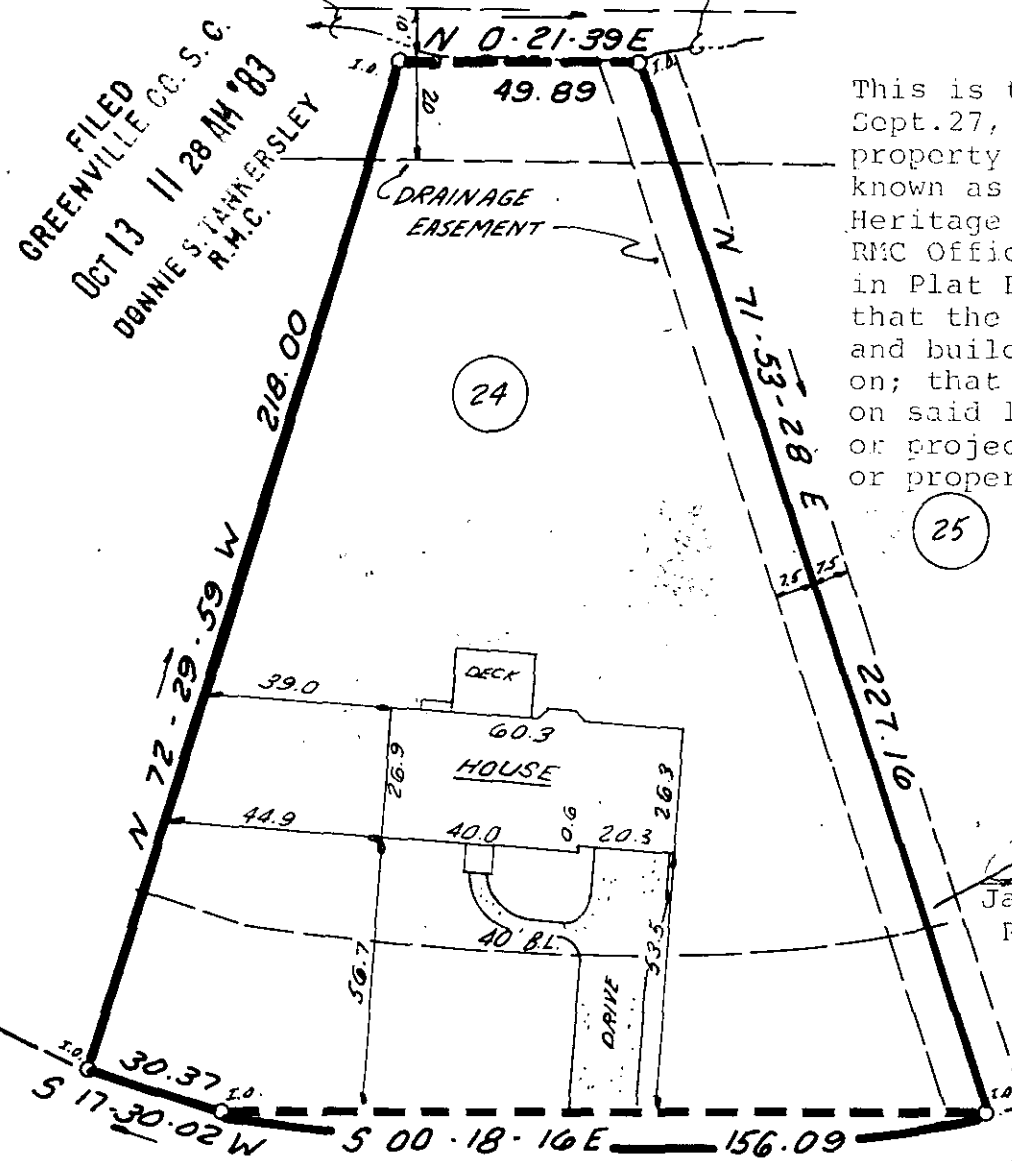 FILED
GREENVILLE CO. S. C.
OCT 13 11 28 AM '83
DONNIE S. TANKERSLEY
R.M.C.
10
N 0-21-39E
I.O.
I.O.
49.89
20
DRAINAGE
EASEMENT
This is
Sept.27,
property
known as
Heritage
RMC Offic
in Plat
that the
and build
on; that
on said
or projec
or proper
218.00
24
N 71-53-28 E
25
7.5 7.5
227.16
N 72-29-59 W
39.0
DECK
60.3
26.9
HOUSE
26.3
44.9
40.0
0.6
20.3
40' B.L.
56.7
53.5
DRIVE
Ja
I.O.
30.37
I.O.
I.O.
S 17-30-02 W
S 00-18-16E
156.09